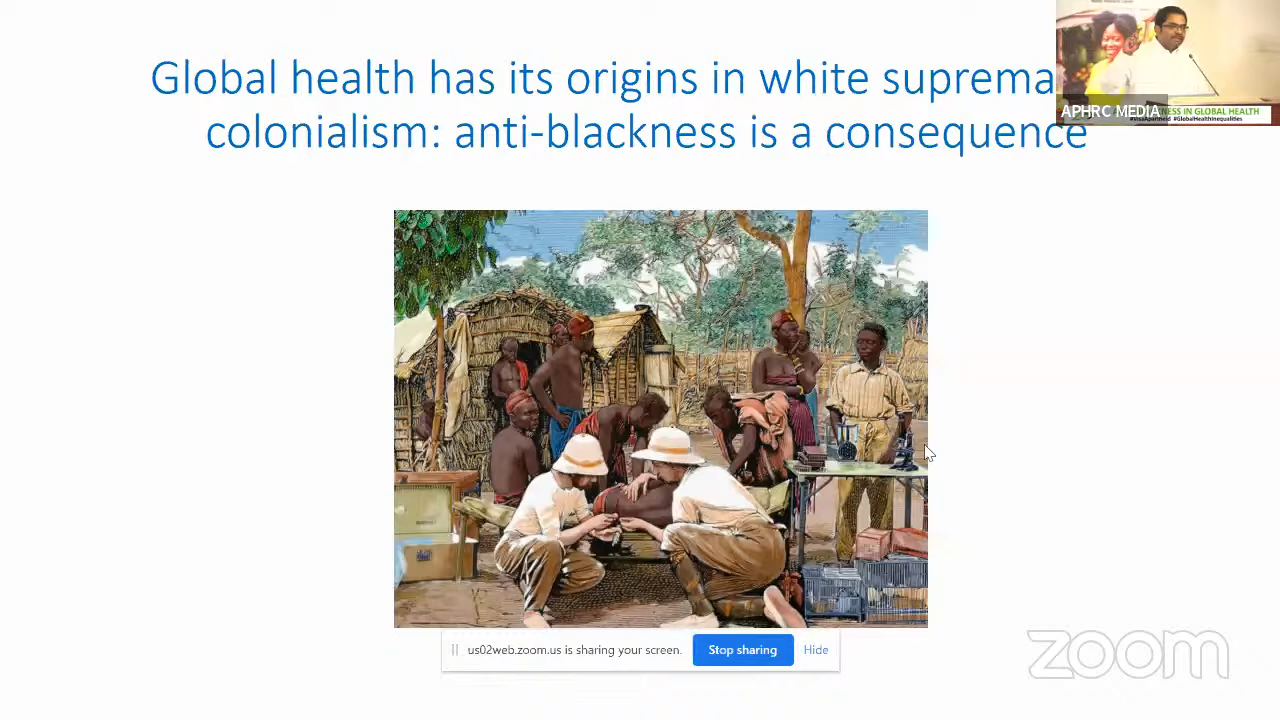 Global health has its origins in white suprema
colonialism: anti-blackness is a consequence
APHRC MEDIA
NESS IN GLOBAL HEALTH
#VisaApartheid #GlobalHealthInequalities
us02web.zoom.us is sharing your screen.
Stop sharing
Hide
zoom